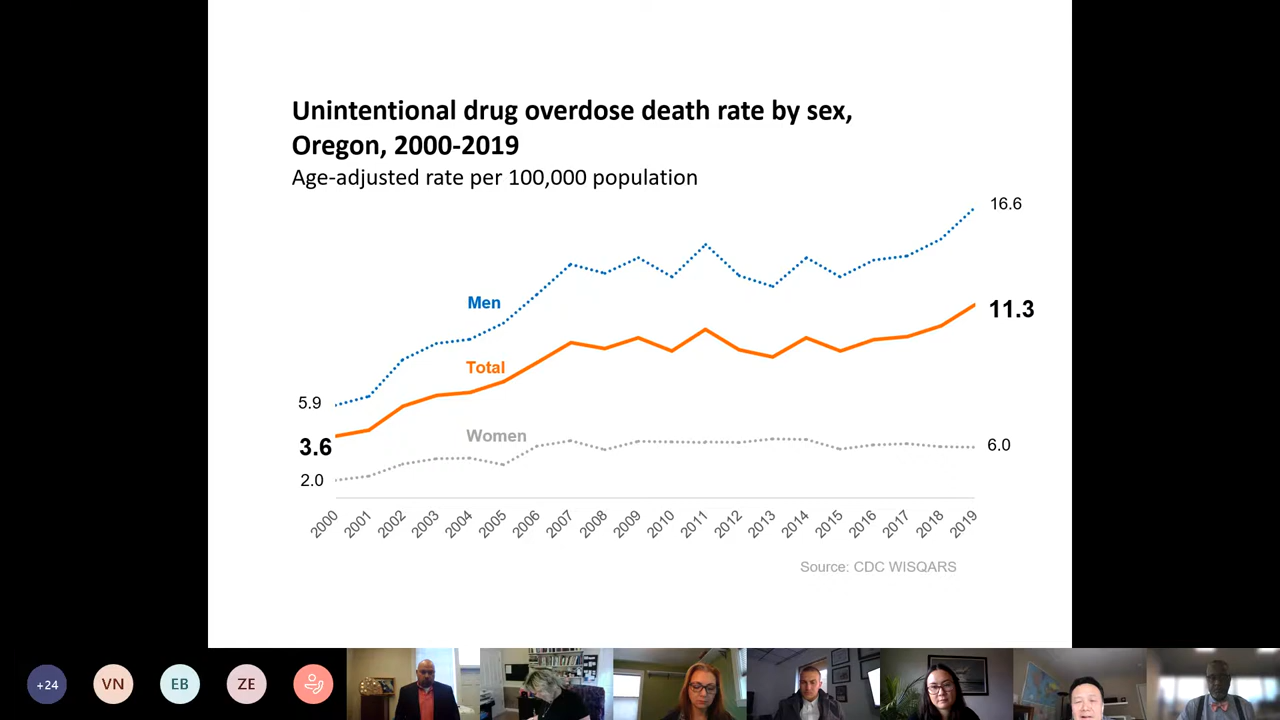 Unintentional drug overdose death rate by sex,
Oregon, 2000-2019
Age-adjusted rate per 100,000 population
16.6
Men
11.3
Total
5.9
Women
3.6
6.0
2.0
2000 2001 2002 2003 2004 2005 2006 2007 2008 2009 2010 2011 2012 2013 2014 2015 2016 2017 2018 2019
Source: CDC WISQARS
+24 VN EB ZE